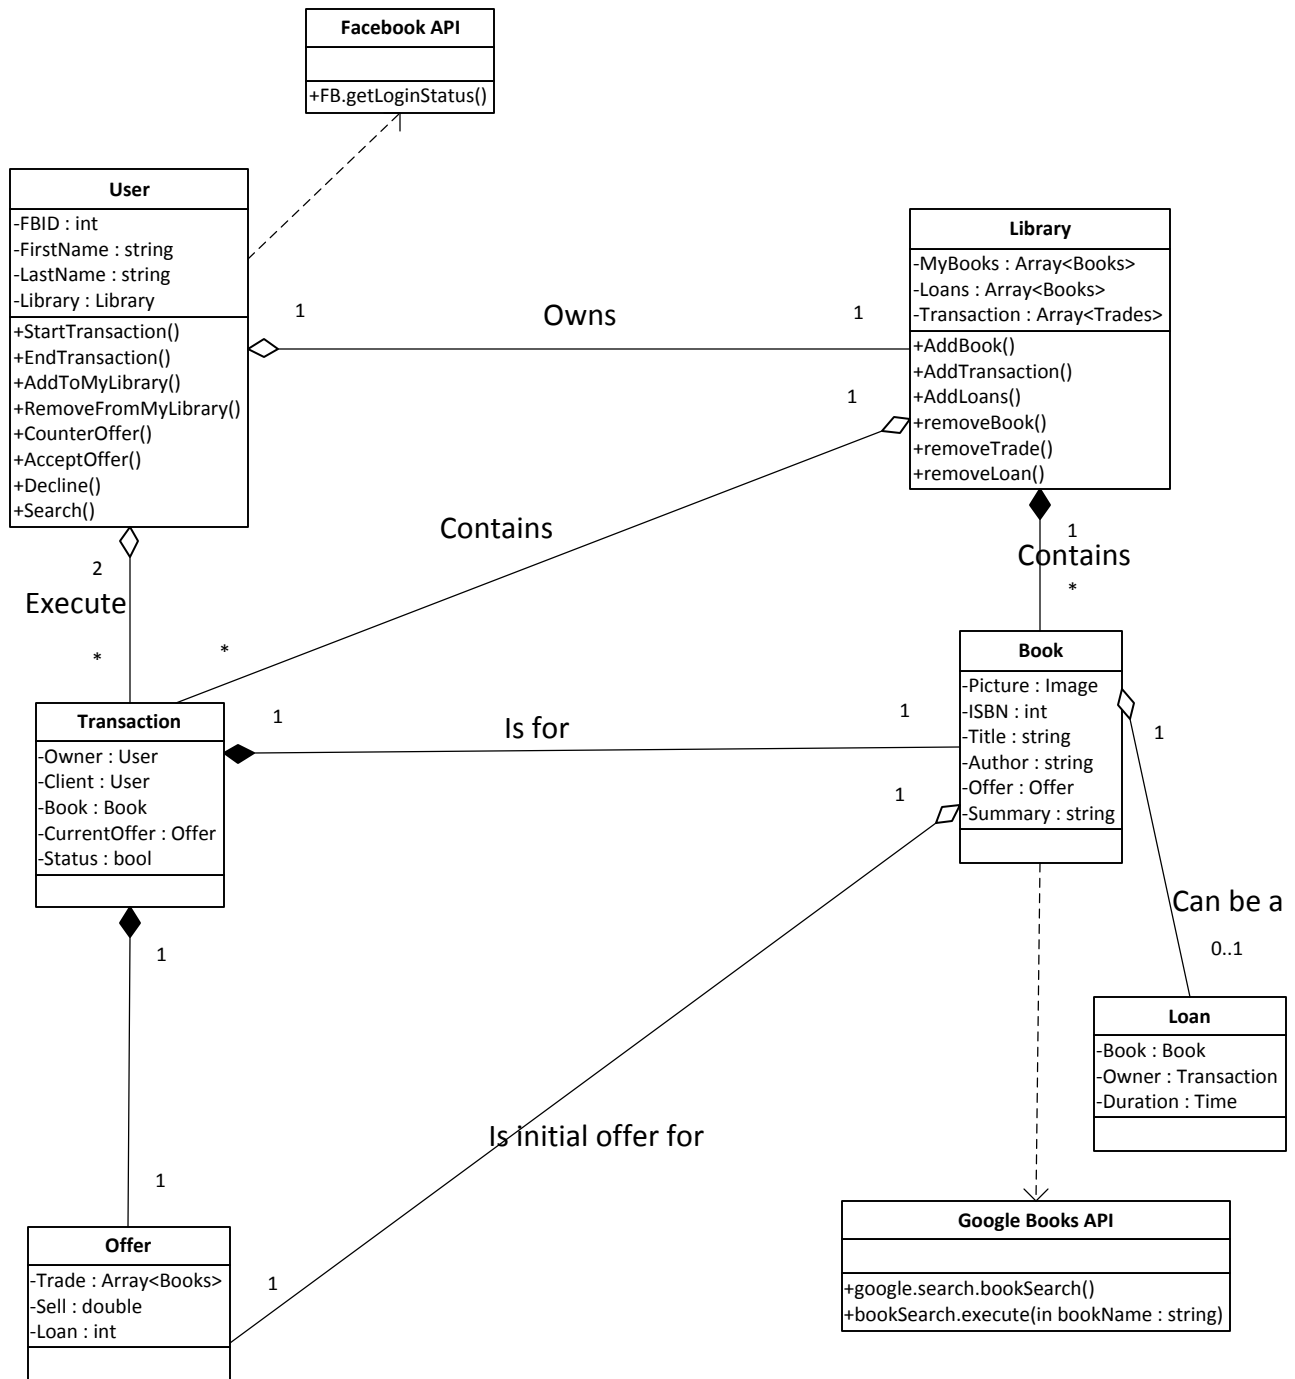 Facebook API
+FB.getLoginStatus()
User
-FBID : int
-FirstName : string
-LastName : string
-Library : Library
+StartTransaction()
+EndTransaction()
+AddToMyLibrary()
+RemoveFromMyLibrary()
+CounterOffer()
+AcceptOffer()
+Decline()
+Search()
1
Owns
1
Library
-MyBooks : Array<Books>
-Loans : Array<Books>
-Transaction : Array<Trades>
+AddBook()
+AddTransaction()
+AddLoans()
+removeBook()
+removeTrade()
+removeLoan()
1
Contains
*
2
Execute
*
1
Contains
*
Transaction
-Owner : User
-Client : User
-Book : Book
-CurrentOffer : Offer
-Status : bool
1
Is for
1
Book
-Picture : Image
-ISBN : int
-Title : string
-Author : string
-Offer : Offer
-Summary : string
1
Can be a
0..1
Loan
-Book : Book
-Owner : Transaction
-Duration : Time
1
1
1
Is initial offer for
1
Offer
-Trade : Array<Books>
-Sell : double
-Loan : int
Google Books API
+google.search.bookSearch()
+bookSearch.execute(in bookName : string)